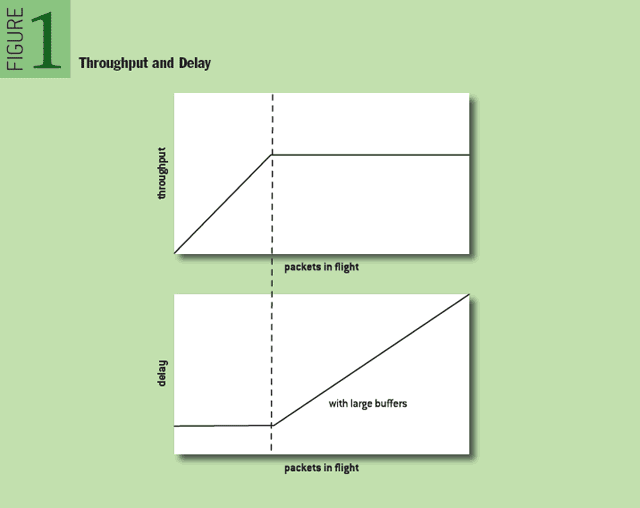 FIGURE 1
Throughput and Delay
throughput
packets in flight
delay
with large buffers
packets in flight